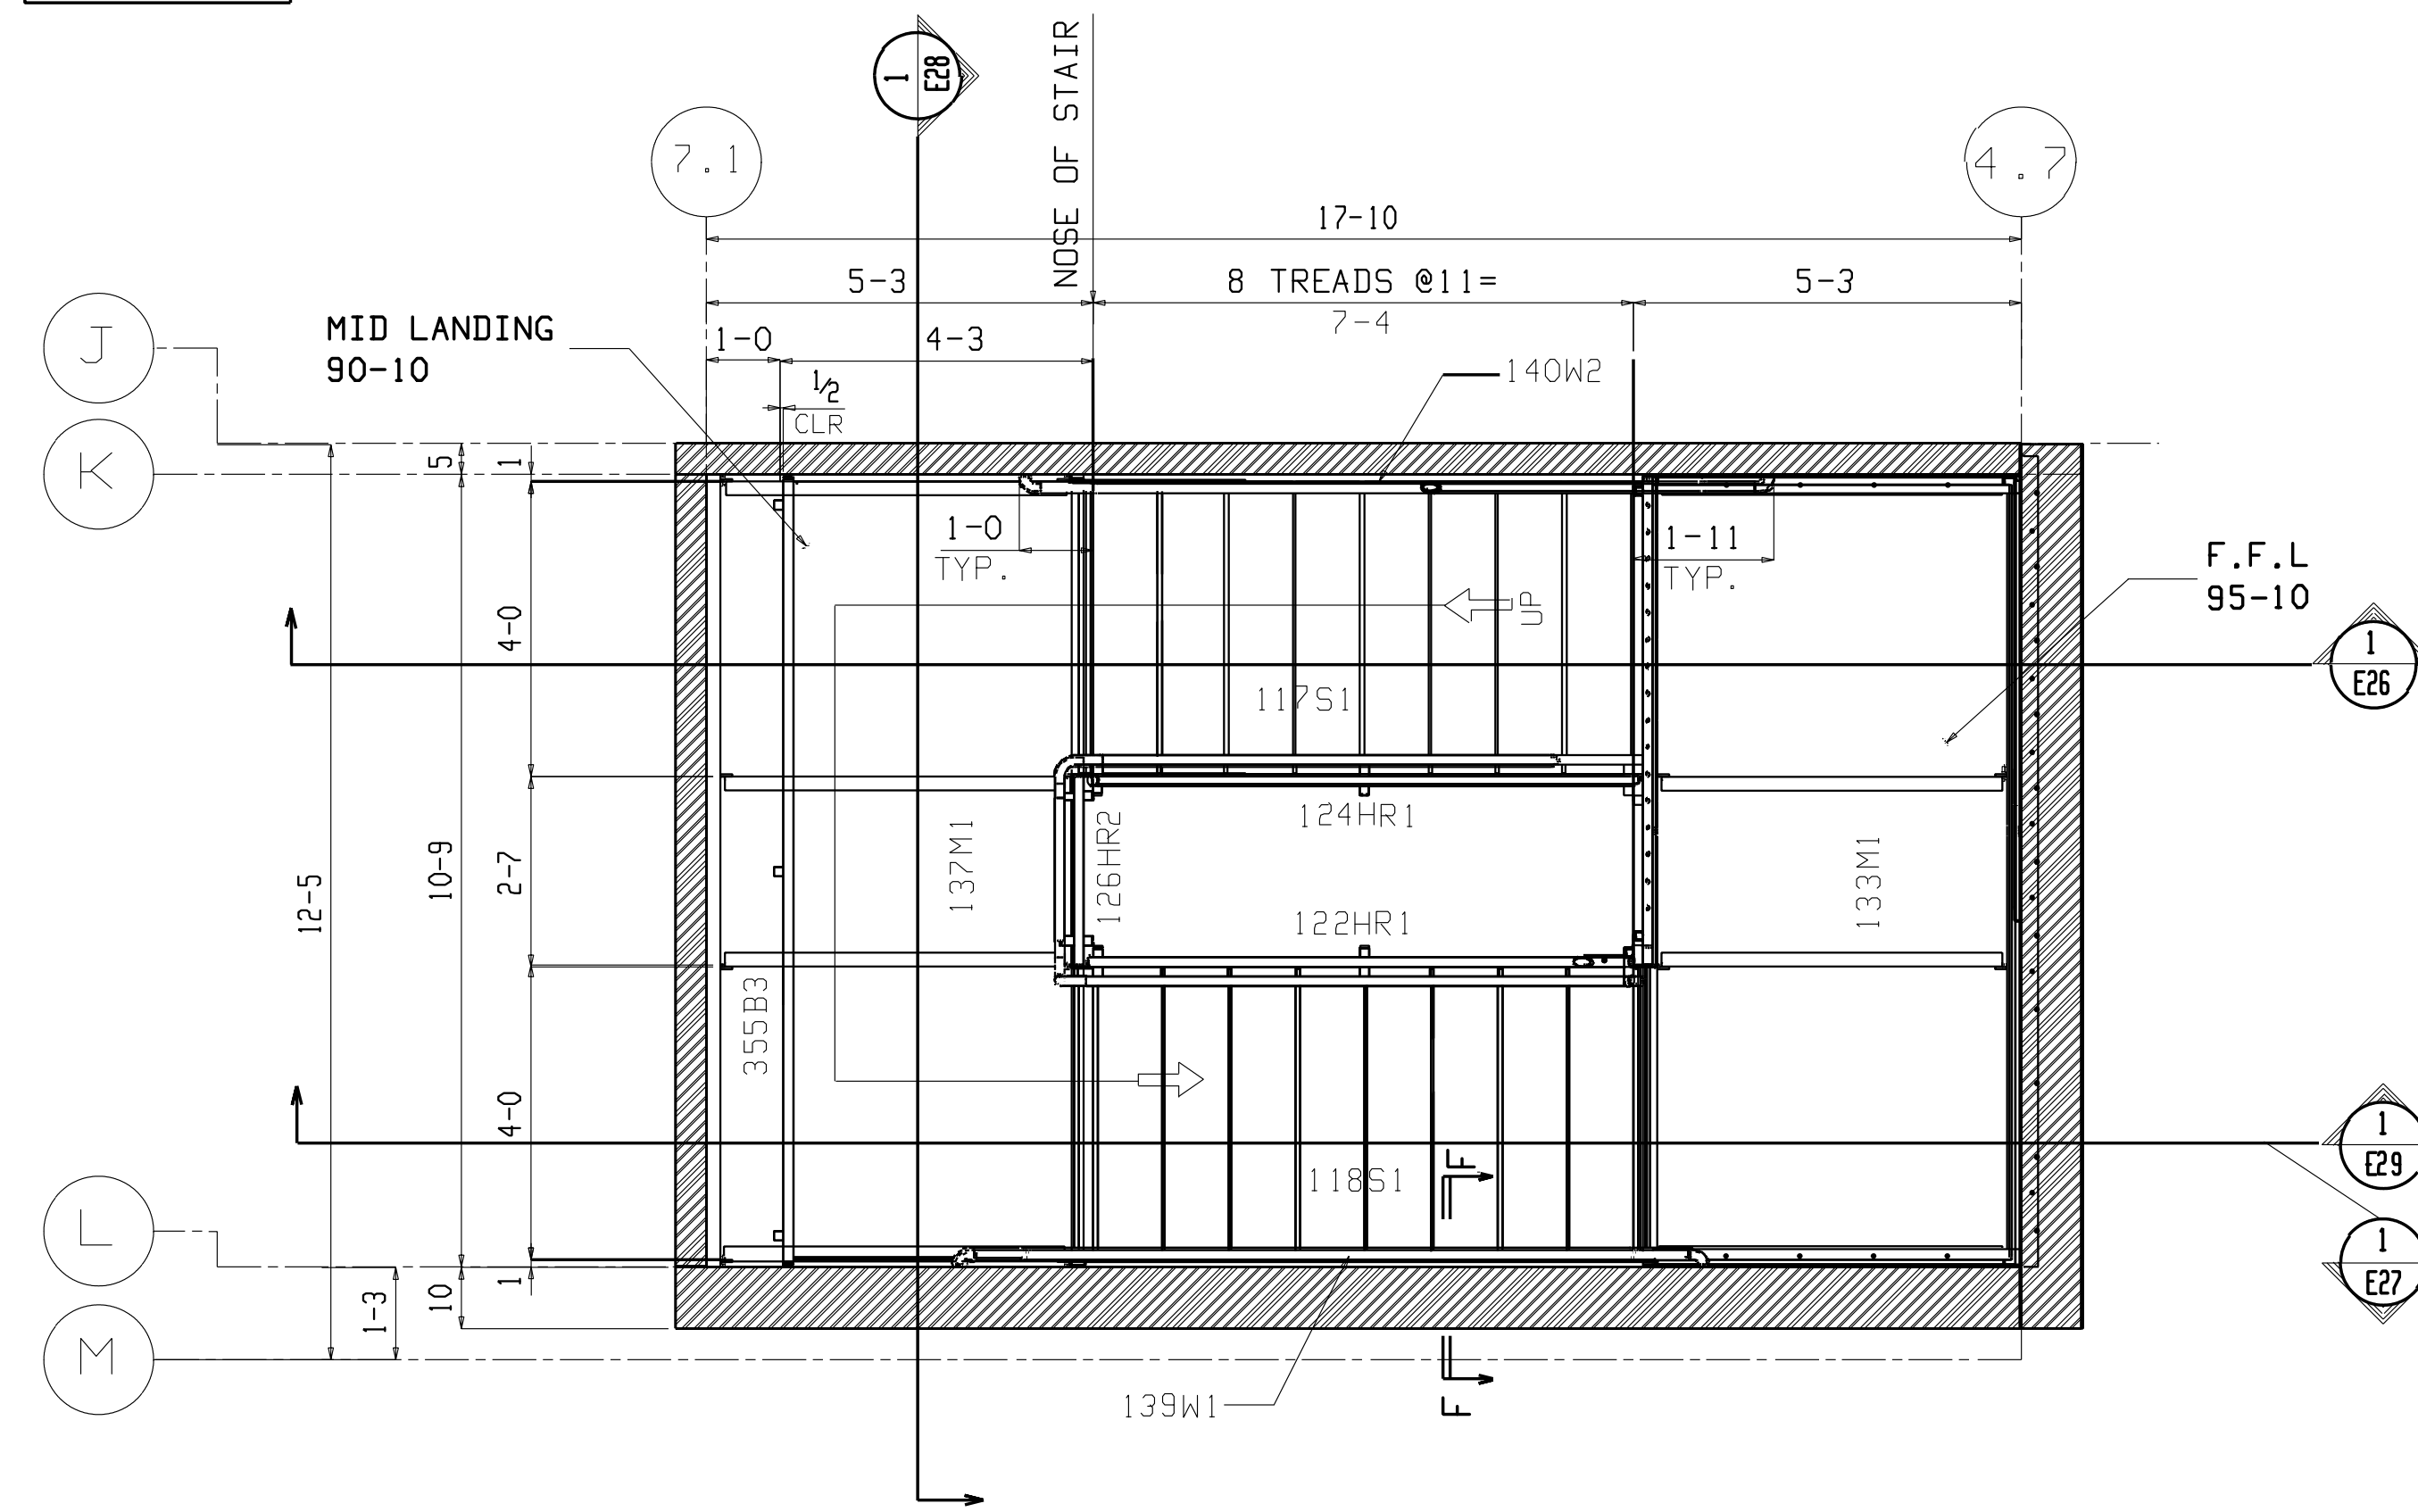 1
E28
NOSE OF STAIR
7.1
4.7
17-10
5-3
8 TREADS @11=
7-4
5-3
J
MID LANDING
90-10
1-0
4-3
1/2
CLR
140W2
K
5
1
1-0
TYP.
1-11
TYP.
F.F.L
95-10
4-0
UP
1
E26
117S1
12-5
10-9
2-7
137M1
126HR2
124HR1
122HR1
133M1
355B3
4-0
118S1
F
1
E29
L
1-3
10
1
1
E27
M
139W1
F